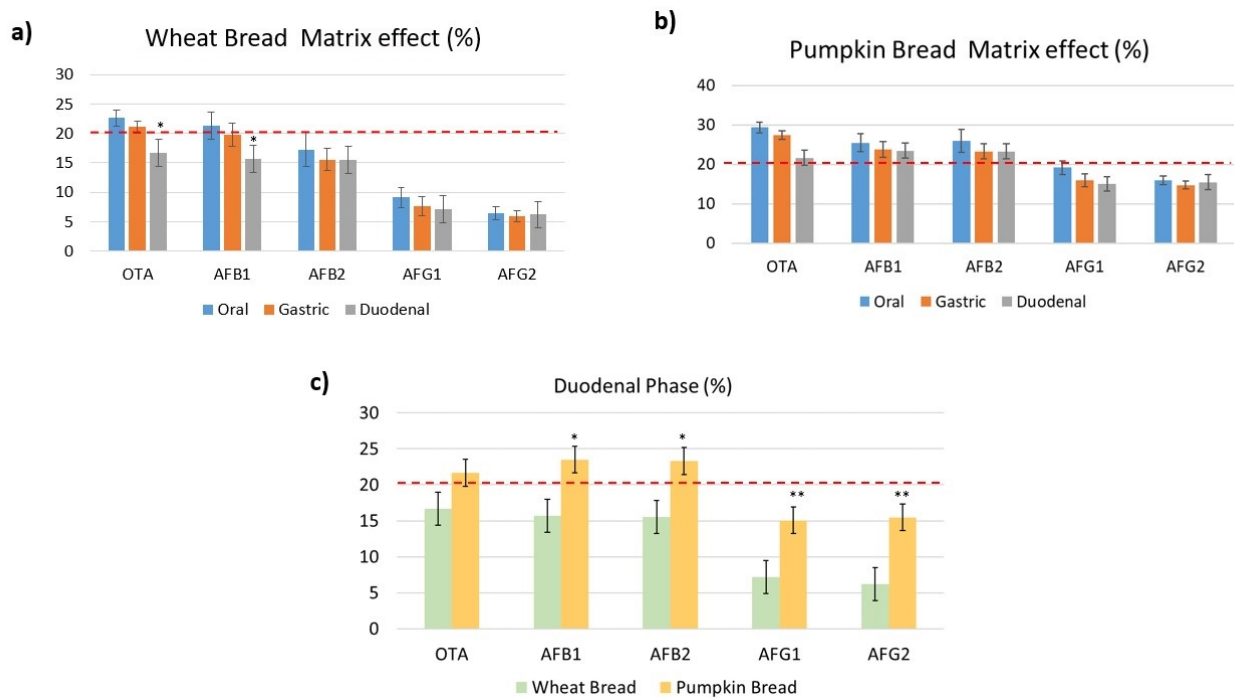 a)
Wheat Bread Matrix effect (%)
30
25
20
15
10
5
0
* *
OTA AFB1 AFB2 AFG1 AFG2
Oral Gastric Duodenal
b)
Pumpkin Bread Matrix effect (%)
40
30
20
10
0
OTA AFB1 AFB2 AFG1 AFG2
Oral Gastric Duodenal
c)
Duodenal Phase (%)
30
25
20
15
10
5
0
* * ** **
OTA AFB1 AFB2 AFG1 AFG2
Wheat Bread Pumpkin Bread